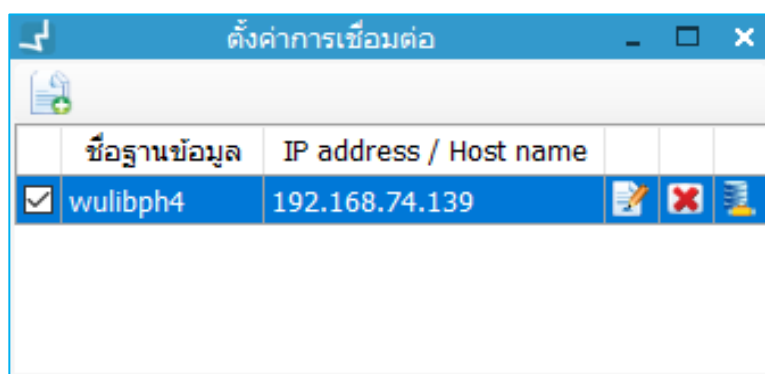 ตั้งค่าการเชื่อมต่อ
ชื่อฐานข้อมูล IP address / Host name
wulibph4 192.168.74.139